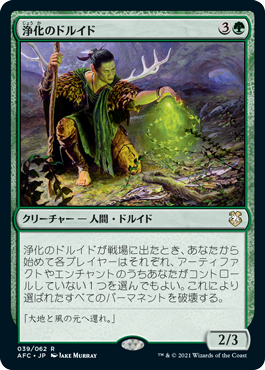 じょうか
浄化のドルイド 3
クリーチャー ― 人間・ドルイド
浄化のドルイドが戦場に出たとき、あなたから
始めて各プレイヤーはそれぞれ、アーティファ
クトやエンチャントのうちあなたがコントロー
ルしていない1つを選んでもよい。これにより
選ばれたすべてのパーマネントを破壊する。
「大地と風の元へ還れ。」
2/3
039/062 R
AFC・JP JAKE MURRAY ™ & © 2021 Wizards of the Coast